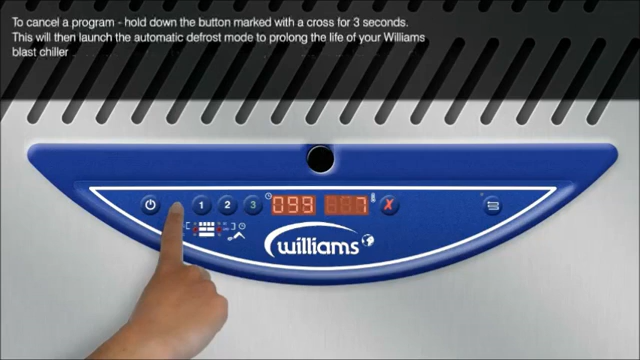 To cancel a program - hold down the button marked with a cross for 3 seconds.
This will then launch the automatic defrost mode to prolong the life of your Williams
blast chiller
1 2 3 099 7 X
williams